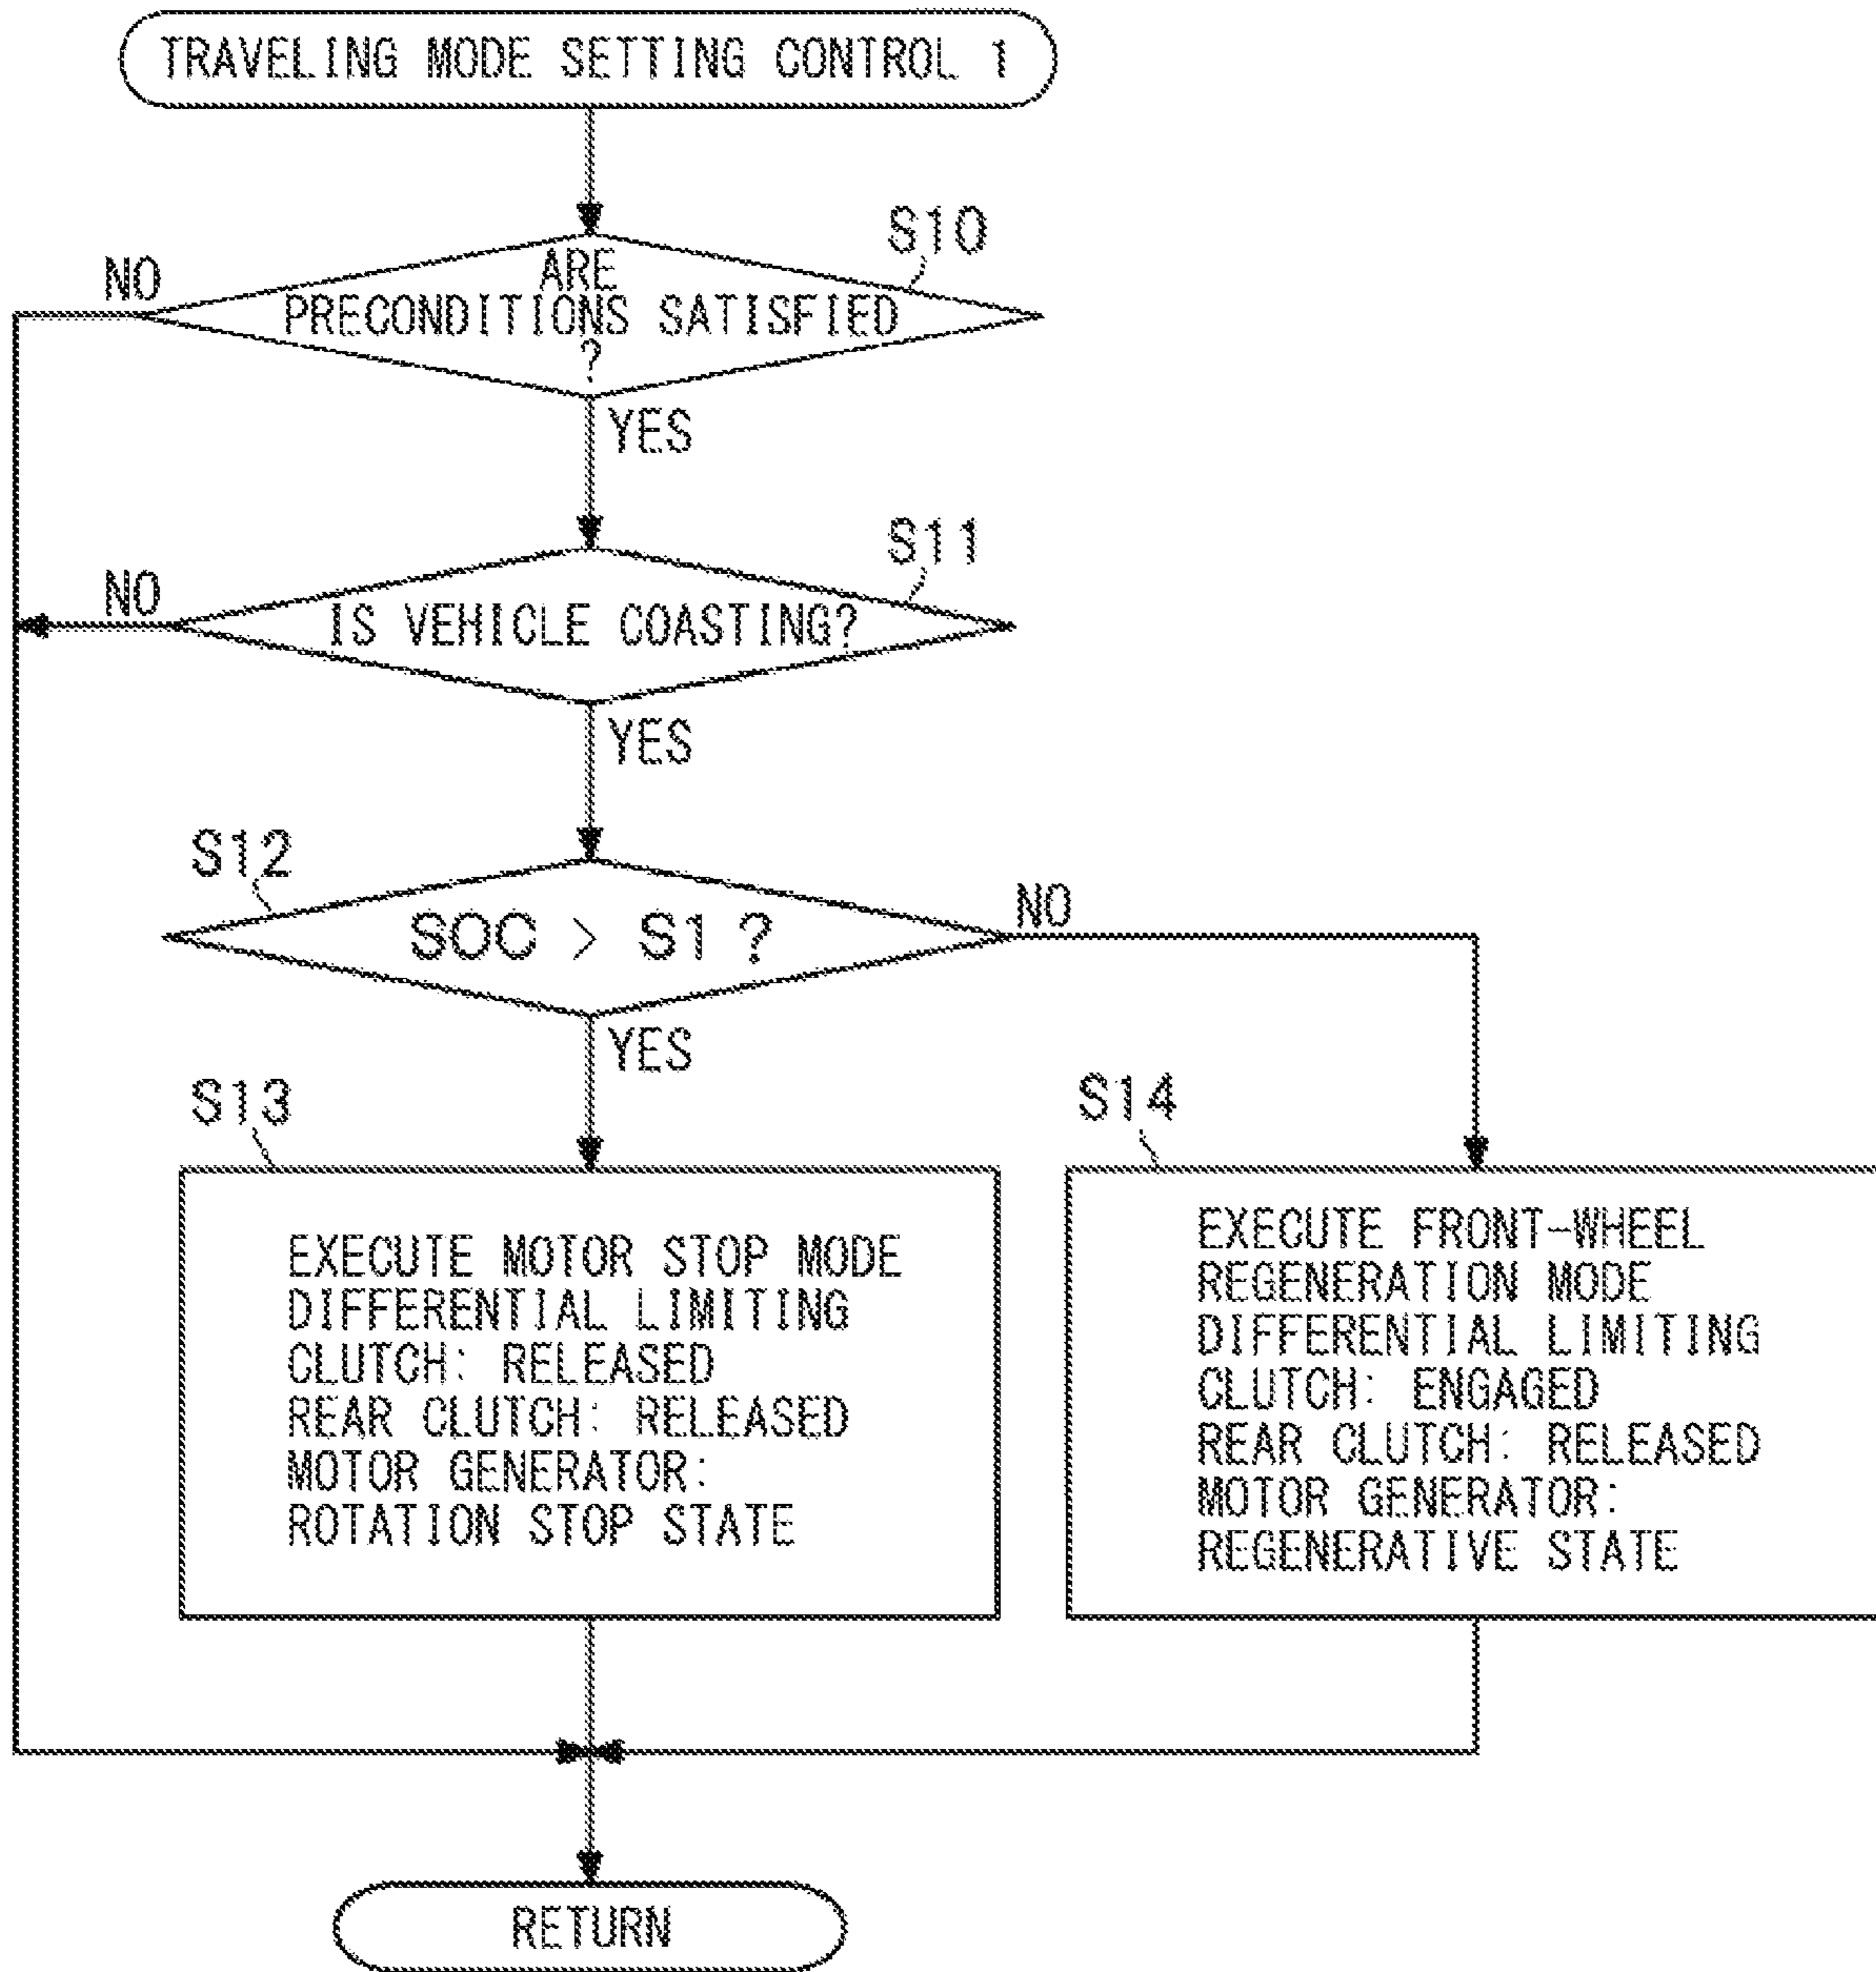 TRAVELING MODE SETTING CONTROL 1
S10
NO
ARE
PRECONDITIONS SATISFIED
?
YES
S11
NO
IS VEHICLE COASTING?
YES
S12
SOC > S1 ?
NO
YES
S13
EXECUTE MOTOR STOP MODE
DIFFERENTIAL LIMITING
CLUTCH: RELEASED
REAR CLUTCH: RELEASED
MOTOR GENERATOR:
ROTATION STOP STATE
S14
EXECUTE FRONT-WHEEL
REGENERATION MODE
DIFFERENTIAL LIMITING
CLUTCH: ENGAGED
REAR CLUTCH: RELEASED
MOTOR GENERATOR:
REGENERATIVE STATE
RETURN